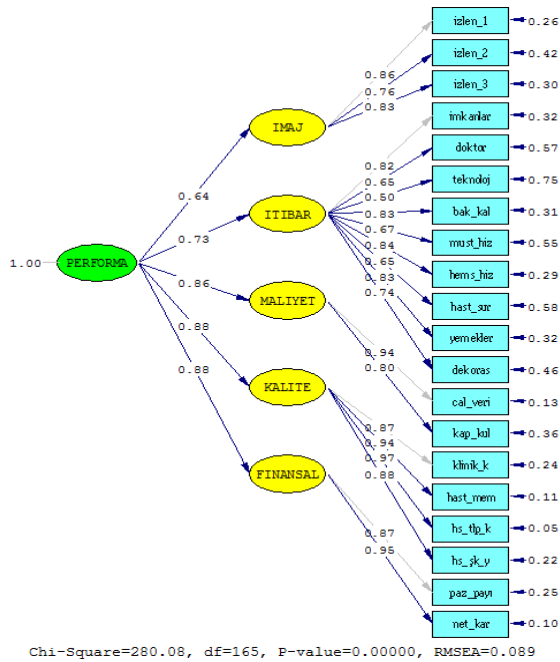 izlen_1 0.26
izlen_2 0.42
0.86
0.76
izlen_3 0.30
0.83
imkanlar 0.32
IMAJ
doktor 0.57
0.82
0.65
teknoloj 0.75
0.64
0.50
bak_kal 0.31
ITIBAR
0.83
0.73
0.67
must_hiz 0.55
0.84
1.00 PERFORMA
0.65
hems_hiz 0.29
0.83
0.86
0.74
MALIYET
hast_sur 0.58
0.88
yemekler 0.32
0.94
0.88
0.80
dekoras 0.46
KALITE
cal_veri 0.13
0.87
kap_kul 0.36
0.94
0.97
klinik_k 0.24
FINANSAL
0.88
hast_mem 0.11
hs_tlp_k 0.05
0.87
0.95
hs_şk_y 0.22
paz_payı 0.25
net_kar 0.10
Chi-Square=280.08, df=165, P-value=0.00000, RMSEA=0.089